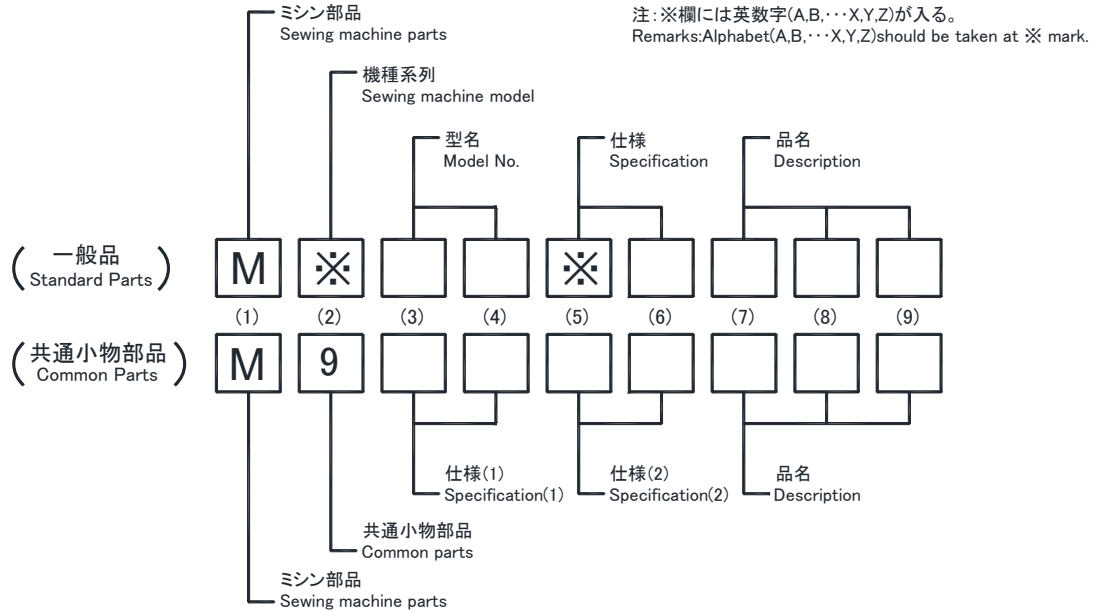 ミシン部品
Sewing machine parts
注:※欄には英数字(A,B,･･･X,Y,Z)が入る。
Remarks:Alphabet(A,B,･･･X,Y,Z)should be taken at ※ mark.
機種系列
Sewing machine model
型名
Model No.
仕様
Specification
品名
Description
一般品
(Standard Parts)
M ※ ※
(1) (2) (3) (4) (5) (6) (7) (8) (9)
共通小物部品
(Common Parts)
M 9
仕様(1)
Specification(1)
仕様(2)
Specification(2)
品名
Description
共通小物部品
Common parts
ミシン部品
Sewing machine parts